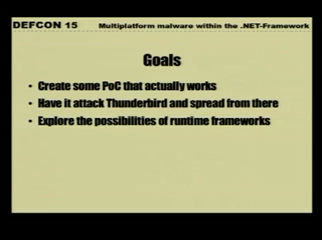 DEFCON 15 Multiplatform malware within the .NET-Framework
Goals
• Create some PoC that actually works
• Have it attack Thunderbird and spread from there
• Explore the possibilities of runtime frameworks